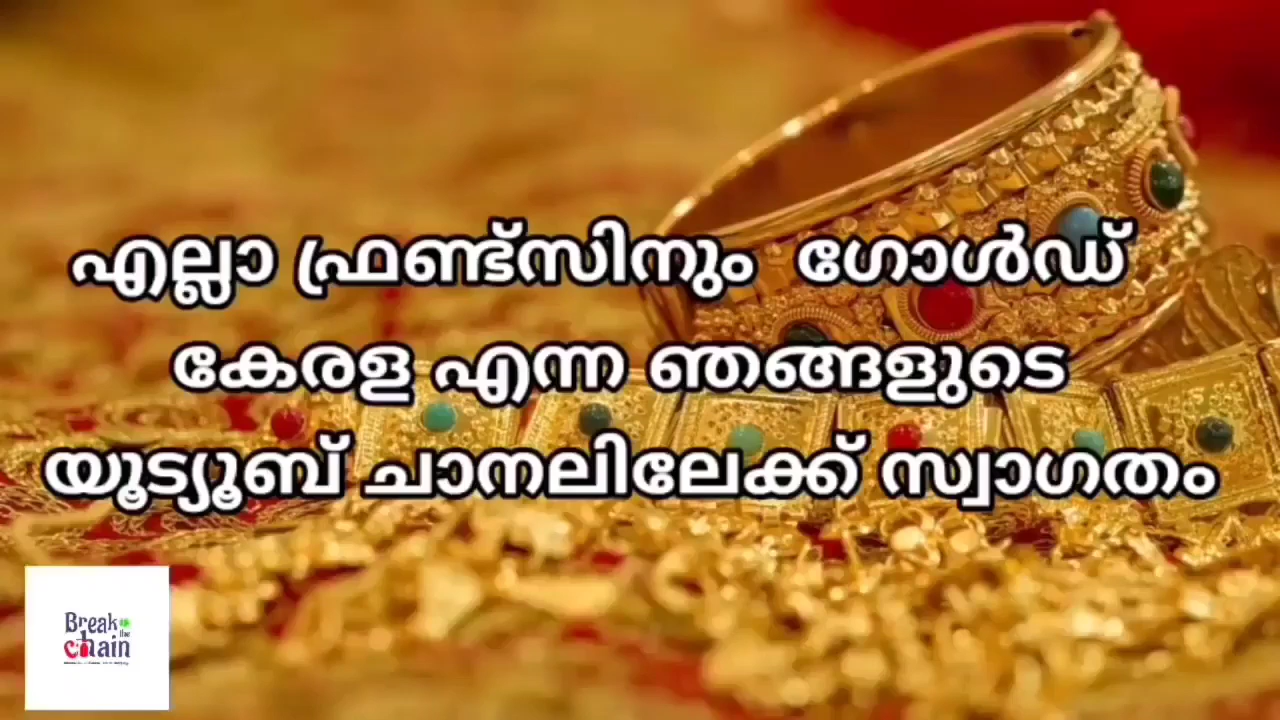 എല്ലാ ഫ്രണ്ട്സിനും ഗോൾഡ്
കേരള എന്ന ഞങ്ങളുടെ
യൂട്യൂബ് ചാനലിലേക്ക് സ്വാഗതം
Break
the
chain